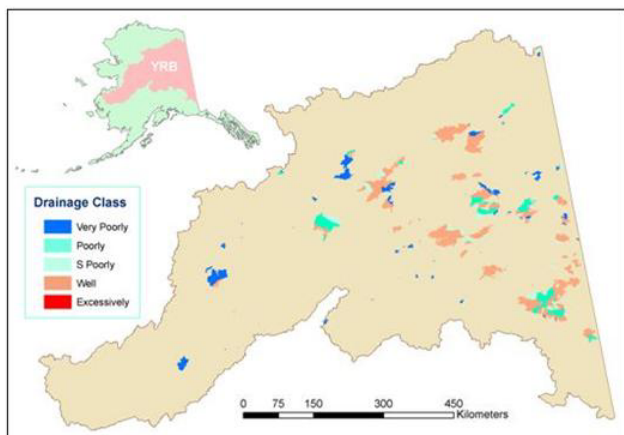 YRB
Drainage Class
Very Poorly
Poorly
S Poorly
Well
Excessively
0 75 150 300 450
Kilometers